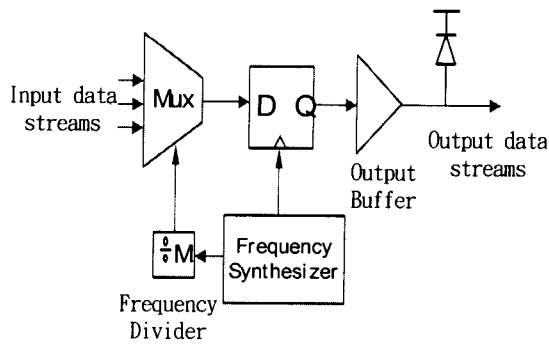 Input data
streams
Mux
D Q
Output
Buffer
Output data
streams
÷M
Frequency
Synthesizer
Frequency
Divider